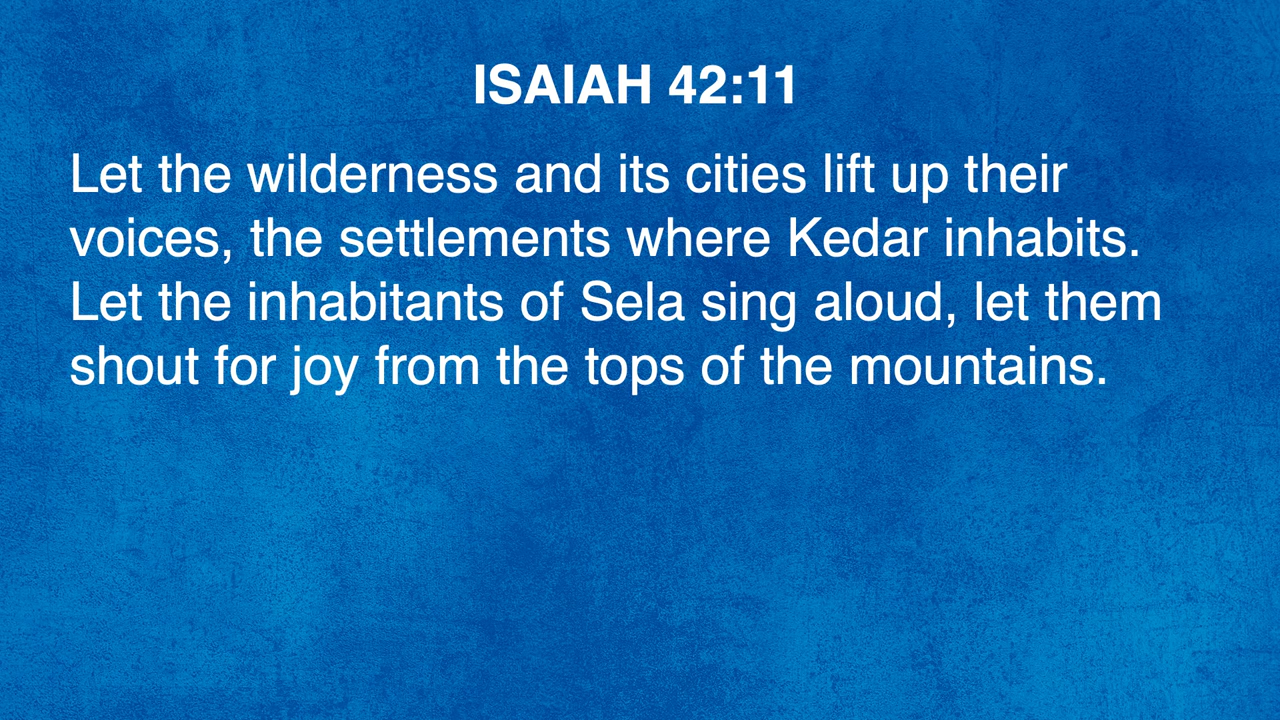 ISAIAH 42:11
Let the wilderness and its cities lift up their
voices, the settlements where Kedar inhabits.
Let the inhabitants of Sela sing aloud, let them
shout for joy from the tops of the mountains.